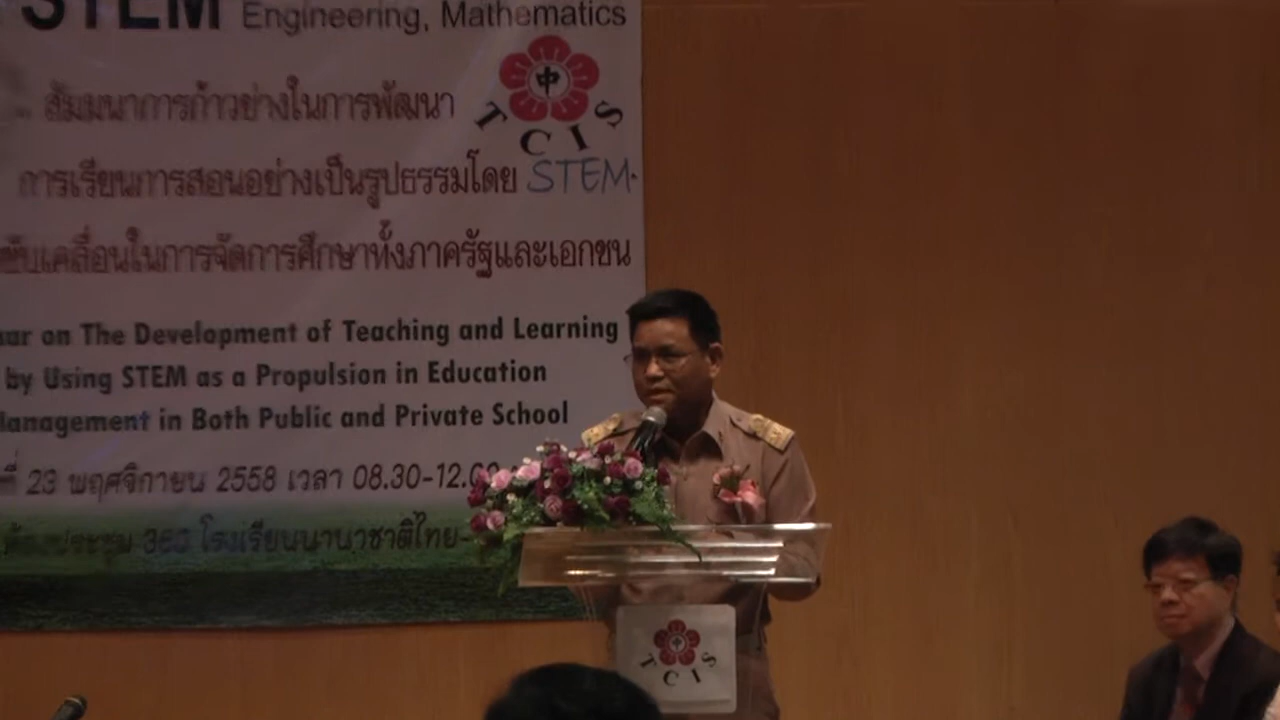 STEM Engineering, Mathematics
สัมมนาการก้าวย่างในการพัฒนา
中
TCIS
การเรียนการสอนอย่างเป็นรูปธรรมโดย STEM
ขับเคลื่อนในการจัดการศึกษาทั้งภาครัฐและเอกชน
on The Development of Teaching and Learning
by Using STEM as a Propulsion in Education
Management in Both Public and Private School
23 พฤศจิกายน 2558 เวลา 08.30-12.0
โรงเรียนนานาชาติไทย-
中
TCIS